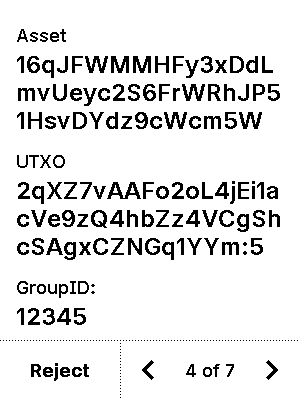 Asset
16qJFWMMHFy3xDdL
mvUeyc2S6FrWRhJP5
1HsvDYdz9cWcm5W
UTXO
2qXZ7vAAFo2oL4jEi1a
cVe9zQ4hbZz4VCgSh
cSAgxCZNGq1YYm:5
GroupID:
12345
Reject
4 of 7